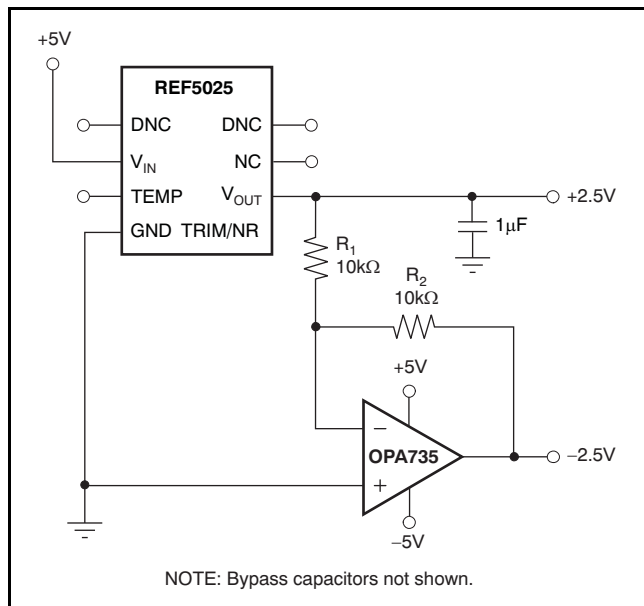 +5V
REF5025
DNC DNC
V_IN NC
TEMP V_OUT
GND TRIM/NR
+2.5V
1μF
R_1
10kΩ
R_2
10kΩ
+5V
−
OPA735
+
−2.5V
−5V
NOTE: Bypass capacitors not shown.